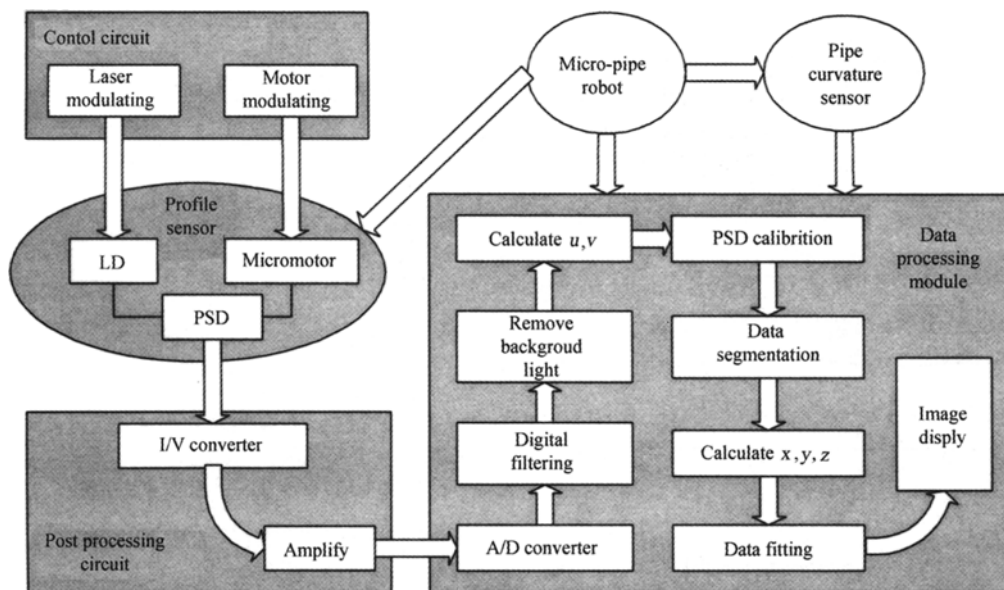 Contol circuit
Laser
modulating
Motor
modulating
Micro-pipe
robot
Pipe
curvature
sensor
Profile
sensor
LD
Micromotor
PSD
I/V converter
Amplify
Post processing
circuit
Data
processing
module
Calculate u,v
PSD calibrition
Remove
backgroud
light
Data
segmentation
Digital
filtering
Calculate x,y,z
A/D converter
Data fitting
Image
disply